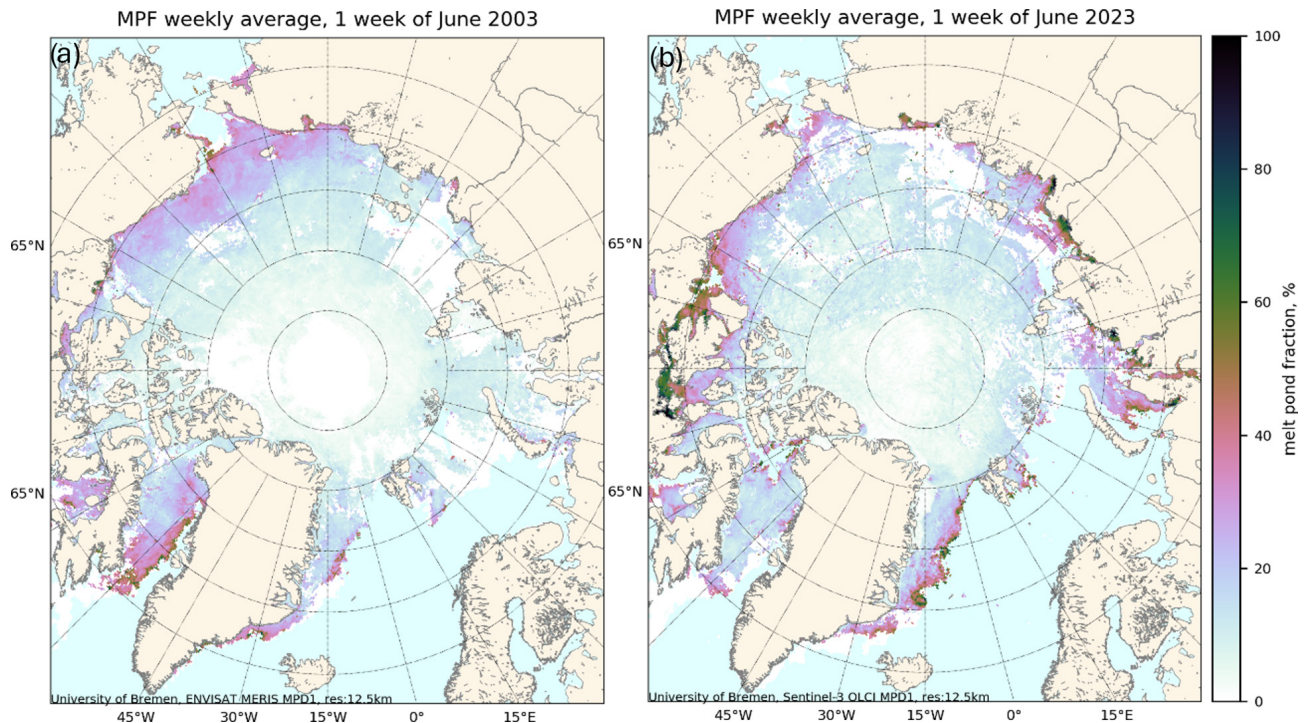 MPF weekly average, 1 week of June 2003
(a)
65°N
65°N
University of Bremen, ENVISAT MERIS MPD1, res:12.5km
45°W 30°W 15°W 0° 15°E
MPF weekly average, 1 week of June 2023
(b)
65°N
65°N
University of Bremen, Sentinel-3 OLCI MPD1, res:12.5km
45°W 30°W 15°W 0° 15°E
100
80
60
40
20
0
melt pond fraction, %